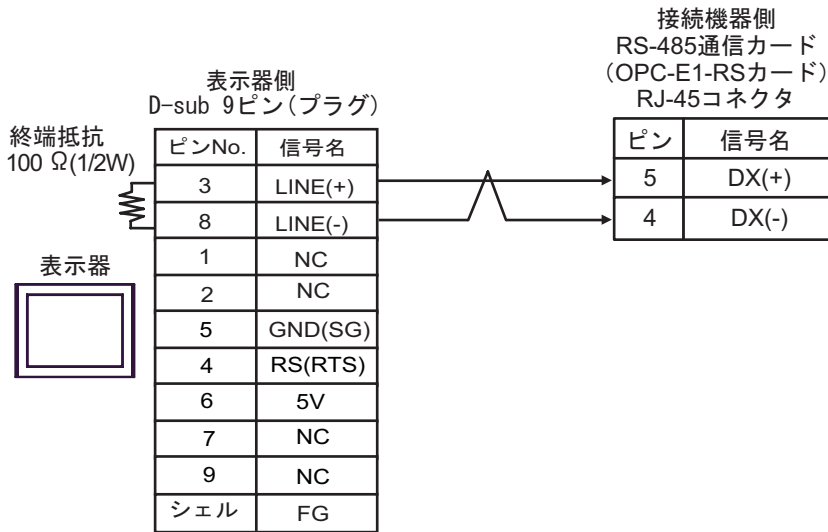 接続機器側
RS-485通信カード
（OPC-E1-RSカード）
RJ-45コネクタ
表示器側
D-sub 9ピン(プラグ)
終端抵抗
100 Ω(1/2W)
ピンNo. 信号名
3 LINE(+)
8 LINE(-)
1 NC
2 NC
5 GND(SG)
4 RS(RTS)
6 5V
7 NC
9 NC
シェル FG
ピン 信号名
5 DX(+)
4 DX(-)
表示器